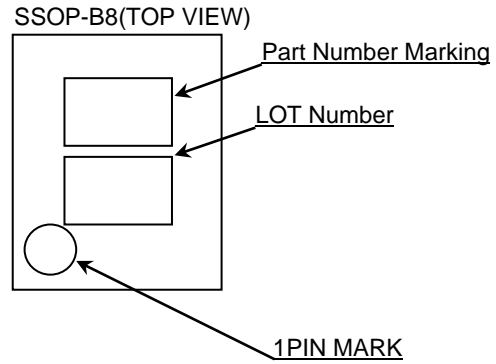 SSOP-B8(TOP VIEW)
Part Number Marking
LOT Number
1PIN MARK